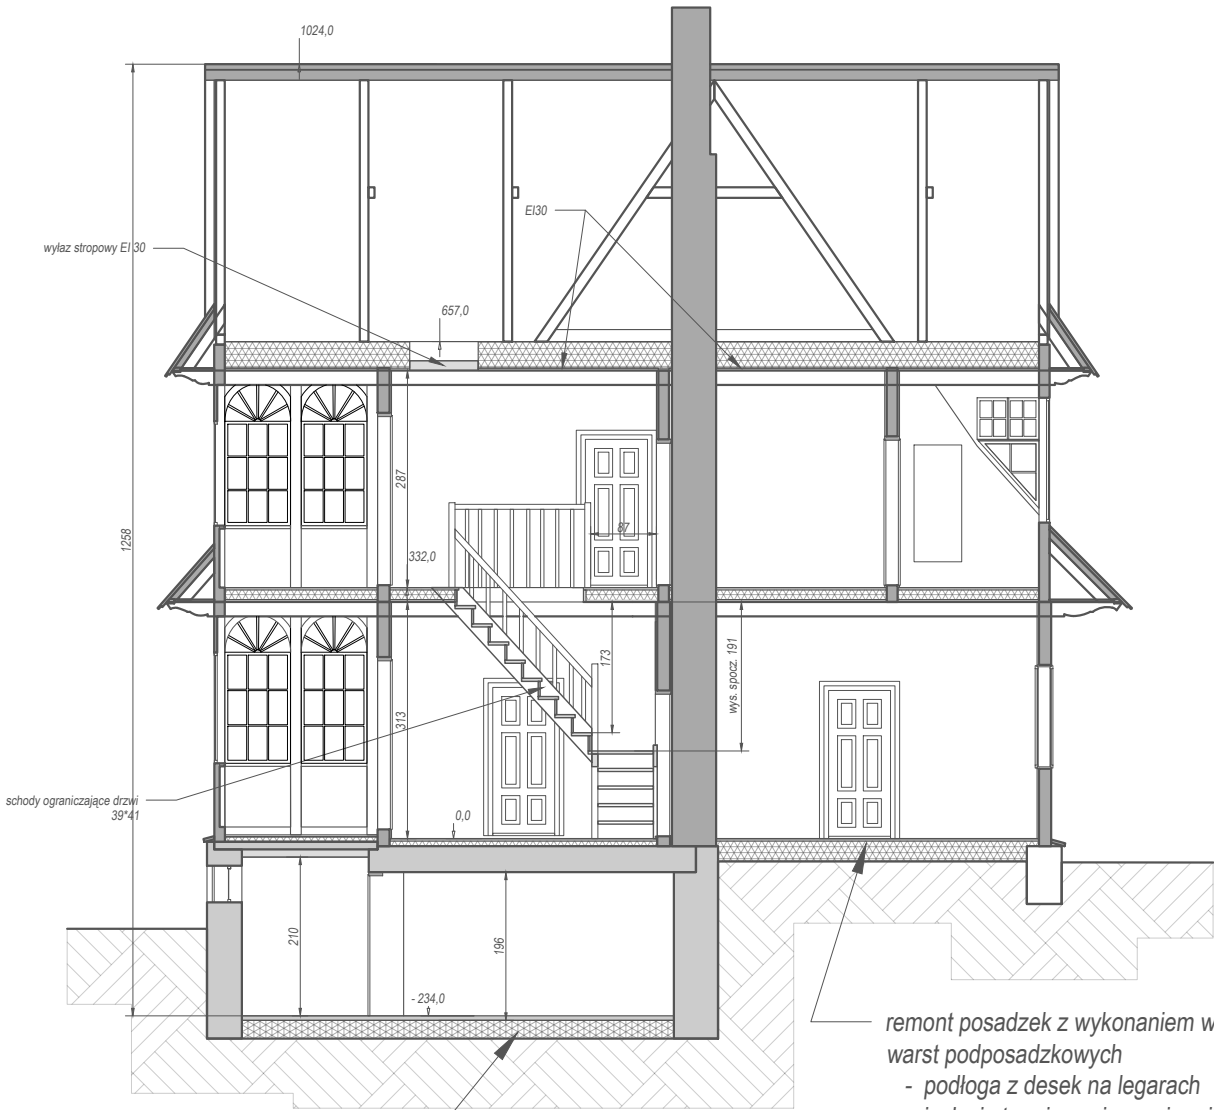 1024,0
EI30
wyłaz stropowy EI 30
657,0
287
87
1258
332,0
173
wys. spocz. 191
313
schody ograniczające drzwi
39*41
0,0
210
196
- 234,0
remont posadzek z wykonaniem w
warst podposadzkowych
- podłoga z desek na legarach